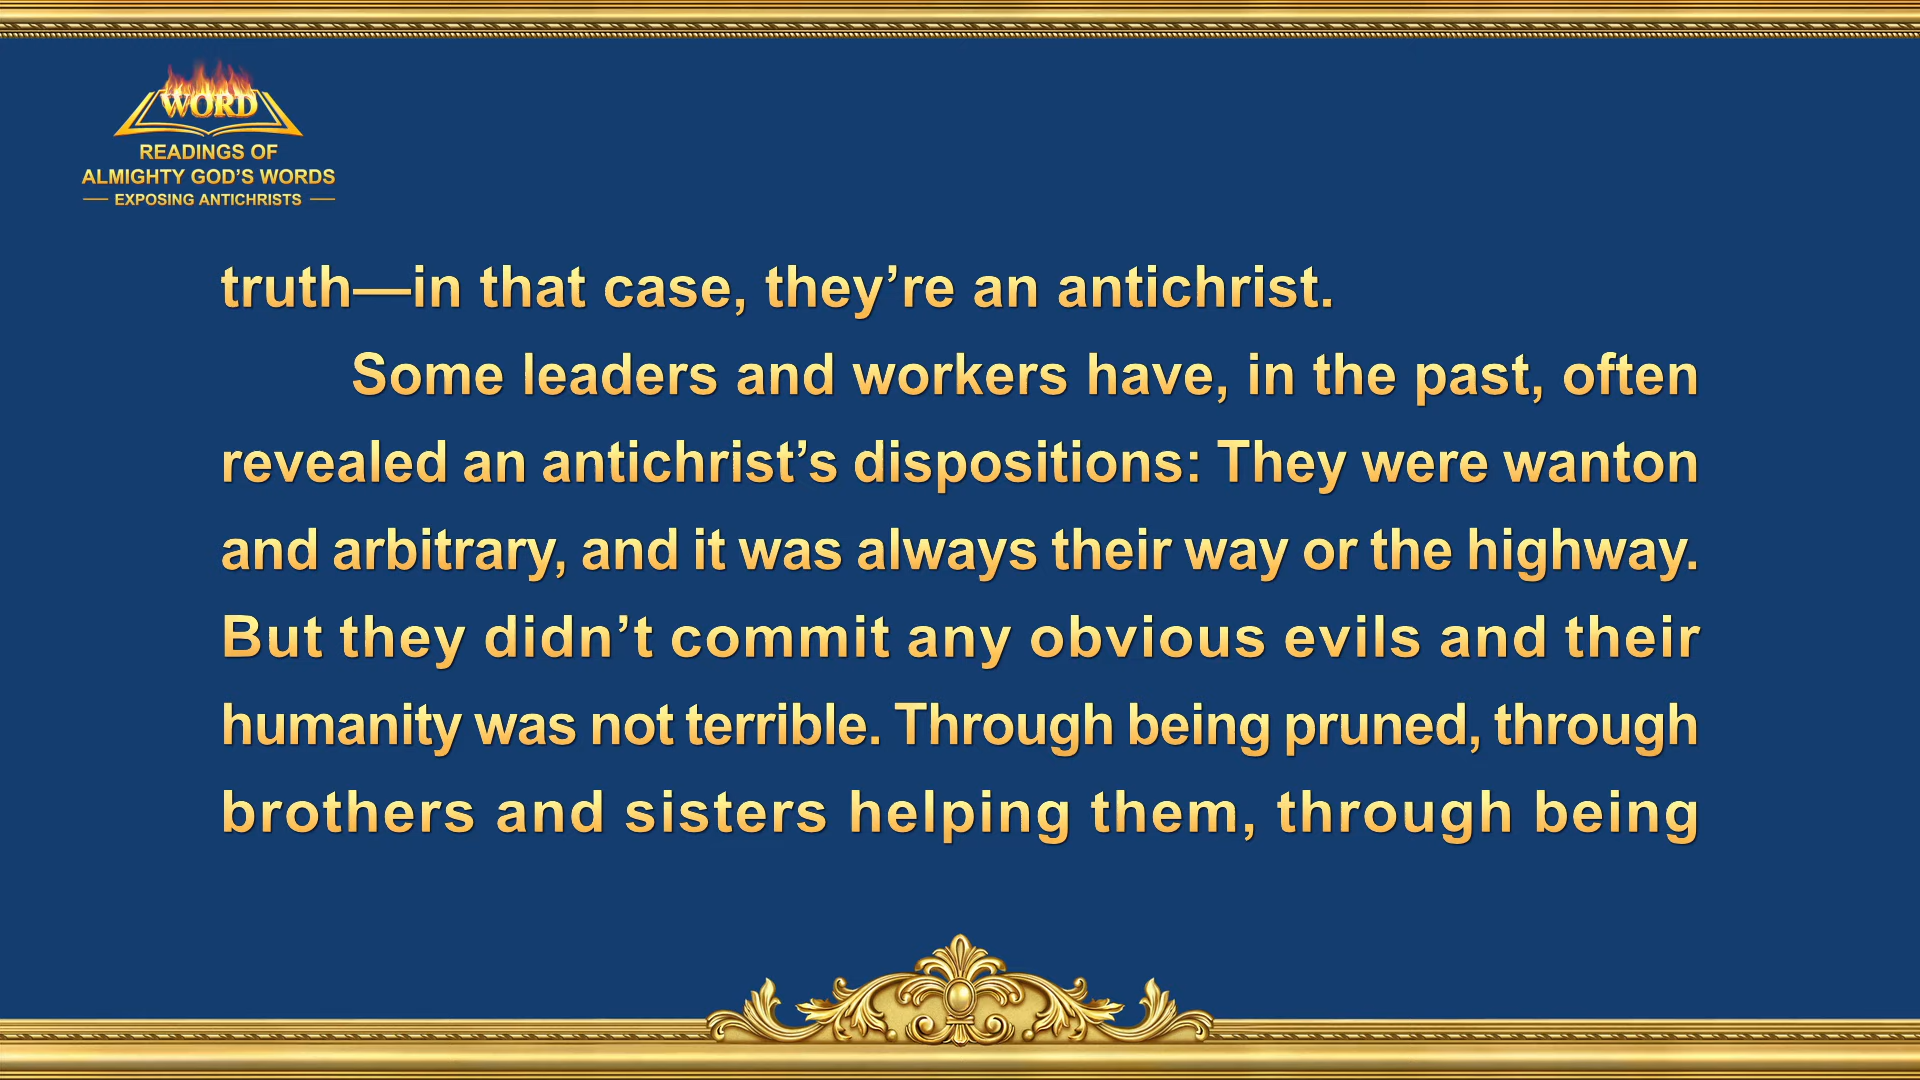 WORD
READINGS OF
ALMIGHTY GOD’S WORDS
EXPOSING ANTICHRISTS
truth—in that case, they’re an antichrist.
Some leaders and workers have, in the past, often
revealed an antichrist’s dispositions: They were wanton
and arbitrary, and it was always their way or the highway.
But they didn’t commit any obvious evils and their
humanity was not terrible. Through being pruned, through
brothers and sisters helping them, through being